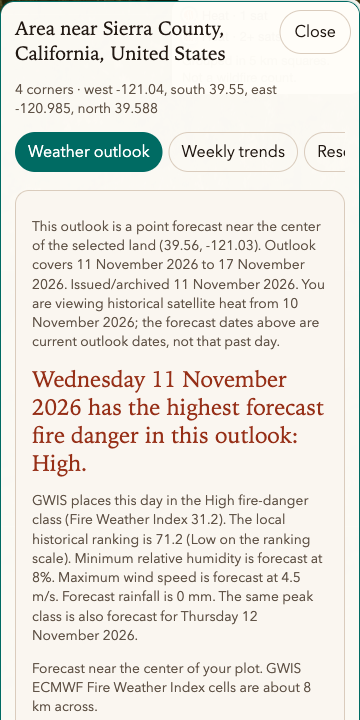 Area near Sierra County,
California, United States
Close
4 corners · west -121.04, south 39.55, east
-120.985, north 39.588
Weather outlook
Weekly trends
Rese
This outlook is a point forecast near the center
of the selected land (39.56, -121.03). Outlook
covers 11 November 2026 to 17 November
2026. Issued/archived 11 November 2026. You
are viewing historical satellite heat from 10
November 2026; the forecast dates above are
current outlook dates, not that past day.
Wednesday 11 November
2026 has the highest forecast
fire danger in this outlook:
High.
GWIS places this day in the High fire-danger
class (Fire Weather Index 31.2). The local
historical ranking is 71.2 (Low on the ranking
scale). Minimum relative humidity is forecast at
8%. Maximum wind speed is forecast at 4.5
m/s. Forecast rainfall is 0 mm. The same peak
class is also forecast for Thursday 12
November 2026.
Forecast near the center of your plot. GWIS
ECMWF Fire Weather Index cells are about 8
km across.